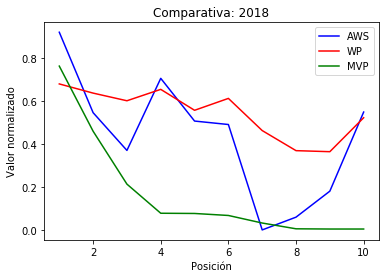 Comparativa: 2018
AWS
WP
MVP
Valor normalizado
0.8
0.6
0.4
0.2
0.0
2 4 6 8 10
Posición